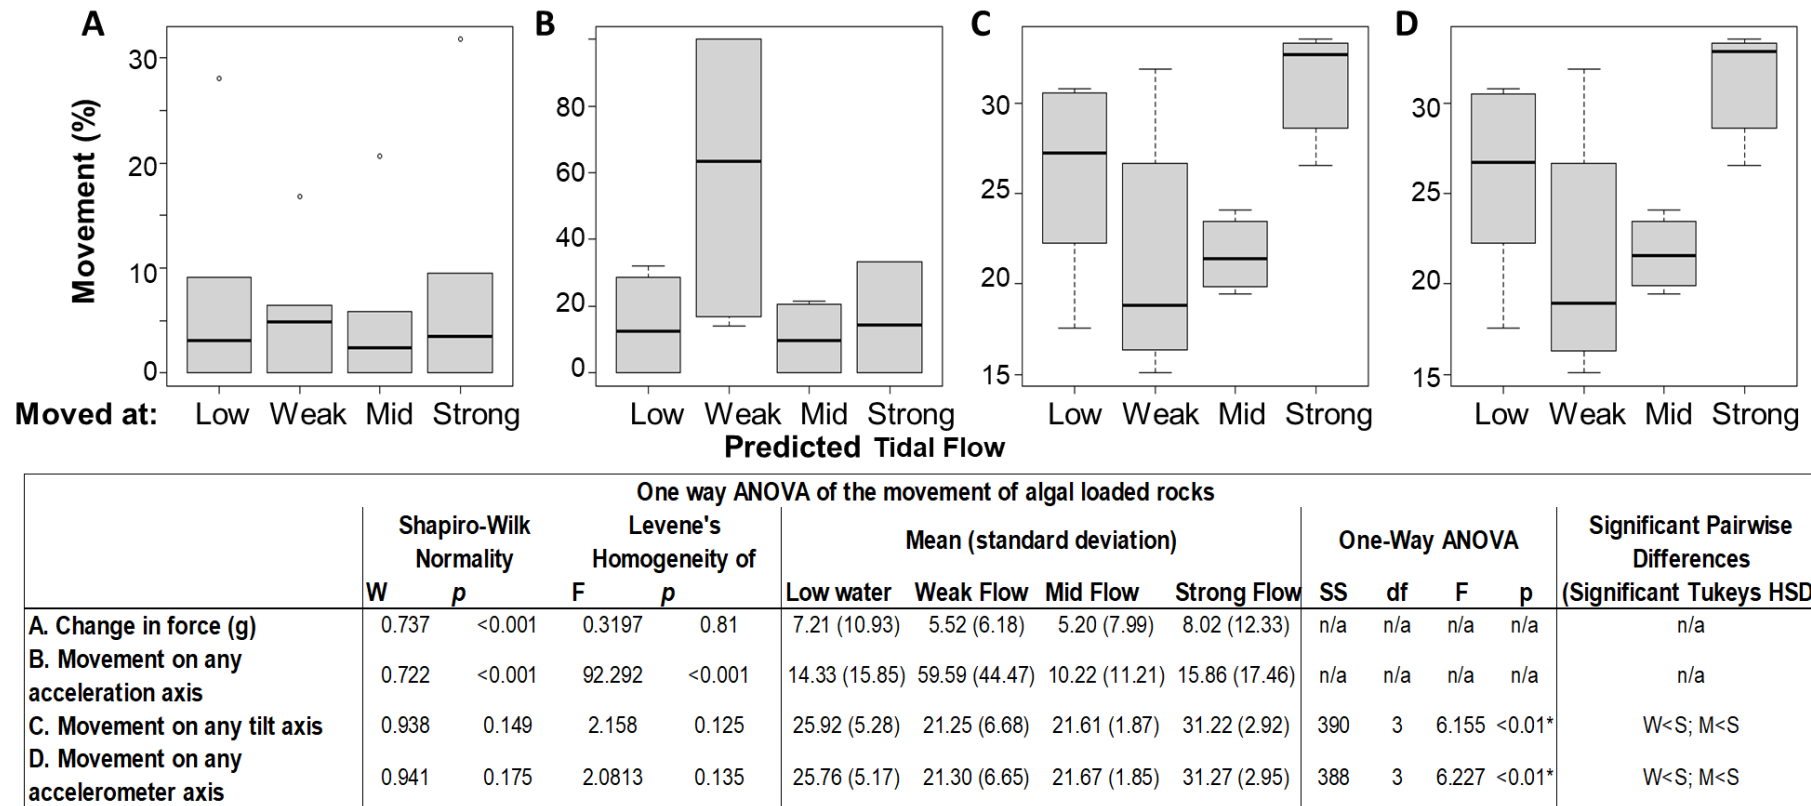 A B C D
Movement (%)
30
20
10
0
80
60
40
20
0
30
25
20
15
30
25
20
15
Moved at: Low Weak Mid Strong Low Weak Mid Strong Low Weak Mid Strong Low Weak Mid Strong
Predicted Tidal Flow
One way ANOVA of the movement of algal loaded rocks
Shapiro-Wilk Normality
Levene's Homogeneity of
Mean (standard deviation)
One-Way ANOVA
Significant Pairwise Differences (Significant Tukeys HSD
W p F p Low water Weak Flow Mid Flow Strong Flow SS df F p
A. Change in force (g) 0.737 <0.001 0.3197 0.81 7.21 (10.93) 5.52 (6.18) 5.20 (7.99) 8.02 (12.33) n/a n/a n/a n/a n/a
B. Movement on any acceleration axis 0.722 <0.001 92.292 <0.001 14.33 (15.85) 59.59 (44.47) 10.22 (11.21) 15.86 (17.46) n/a n/a n/a n/a n/a
C. Movement on any tilt axis 0.938 0.149 2.158 0.125 25.92 (5.28) 21.25 (6.68) 21.61 (1.87) 31.22 (2.92) 390 3 6.155 <0.01* W<S; M<S
D. Movement on any accelerometer axis 0.941 0.175 2.0813 0.135 25.76 (5.17) 21.30 (6.65) 21.67 (1.85) 31.27 (2.95) 388 3 6.227 <0.01* W<S; M<S